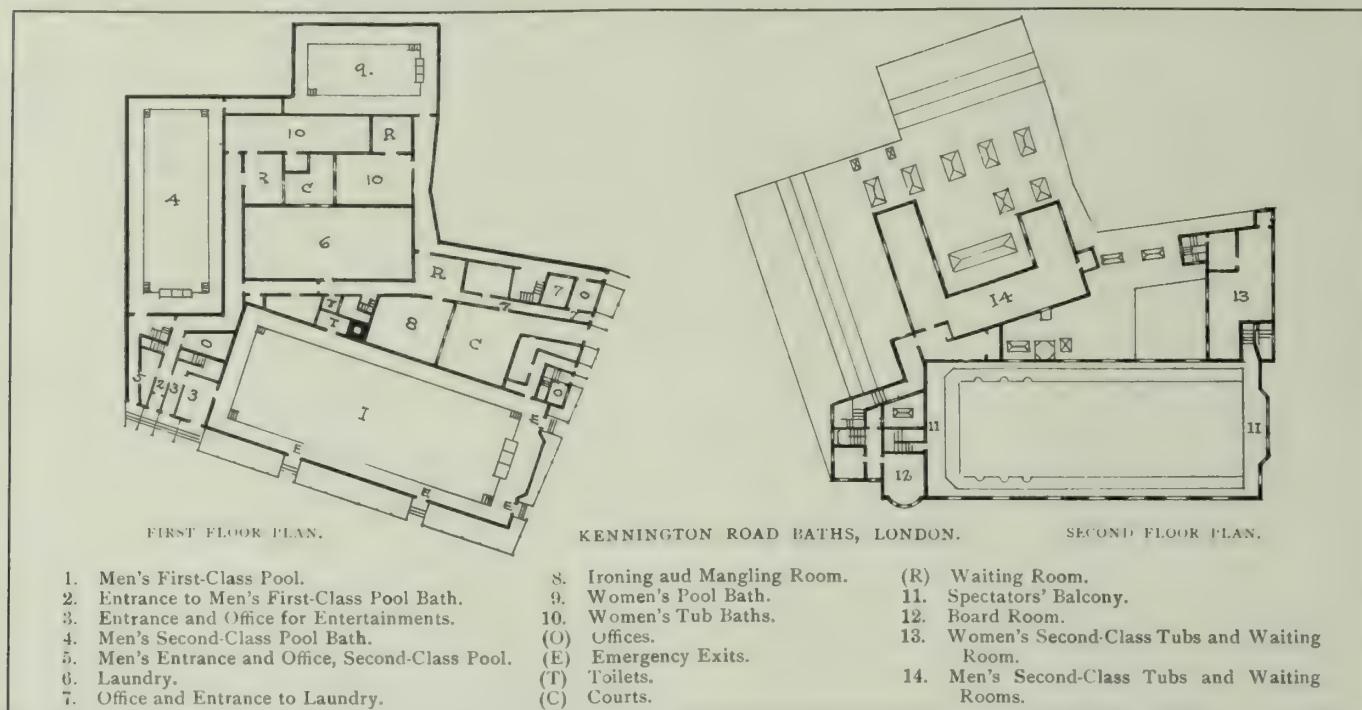 9.
10
R
4
R
C
10
6
R
7
O
7
T
T
8
C
O
5
2
3
3
1
O
E
E
E
E
14
13
11
11
12
FIRST FLOOR PLAN.
KENNINGTON ROAD BATHS, LONDON.
SECOND FLOOR PLAN.
1. Men's First-Class Pool.
2. Entrance to Men's First-Class Pool Bath.
3. Entrance and Office for Entertainments.
4. Men's Second-Class Pool Bath.
5. Men's Entrance and Office, Second-Class Pool.
6. Laundry.
7. Office and Entrance to Laundry.
8. Ironing aud Mangling Room.
9. Women's Pool Bath.
10. Women's Tub Baths.
(O) Offices.
(E) Emergency Exits.
(T) Toilets.
(C) Courts.
(R) Waiting Room.
11. Spectators' Balcony.
12. Board Room.
13. Women's Second-Class Tubs and Waiting
Room.
14. Men's Second-Class Tubs and Waiting
Rooms.